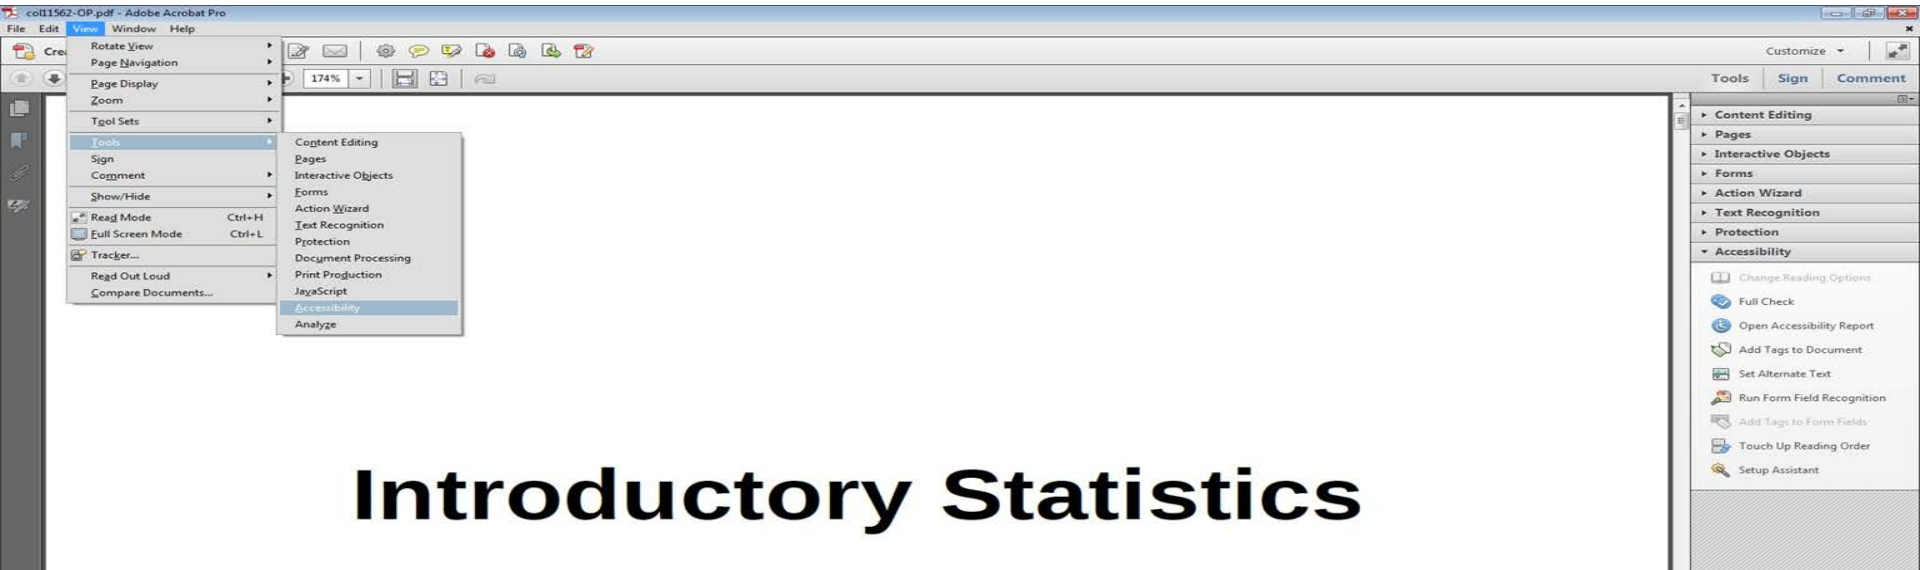 col11562-OP.pdf - Adobe Acrobat Pro
File Edit View Window Help
Cre
Customize
174%
Tools Sign Comment
Rotate View
Page Navigation
Page Display
Zoom
Tool Sets
Tools
Sign
Comment
Show/Hide
Read Mode Ctrl+H
Full Screen Mode Ctrl+L
Tracker...
Read Out Loud
Compare Documents...
Content Editing
Pages
Interactive Objects
Forms
Action Wizard
Text Recognition
Protection
Document Processing
Print Production
JavaScript
Accessibility
Analyze
Introductory Statistics
Content Editing
Pages
Interactive Objects
Forms
Action Wizard
Text Recognition
Protection
Accessibility
Change Reading Options
Full Check
Open Accessibility Report
Add Tags to Document
Set Alternate Text
Run Form Field Recognition
Add Tags to Form Fields
Touch Up Reading Order
Setup Assistant